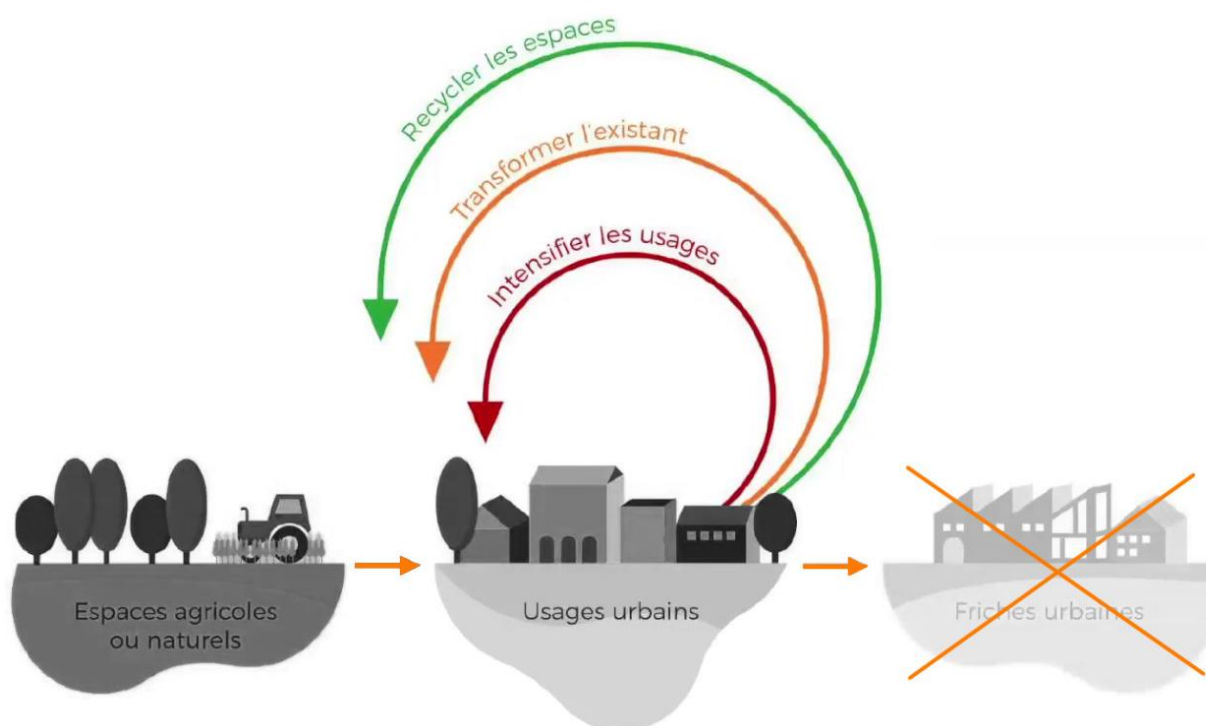 Recycler les espaces
Transformer l'existant
Intensifier les usages
Espaces agricoles
ou naturels
Usages urbains
Friches urbaines